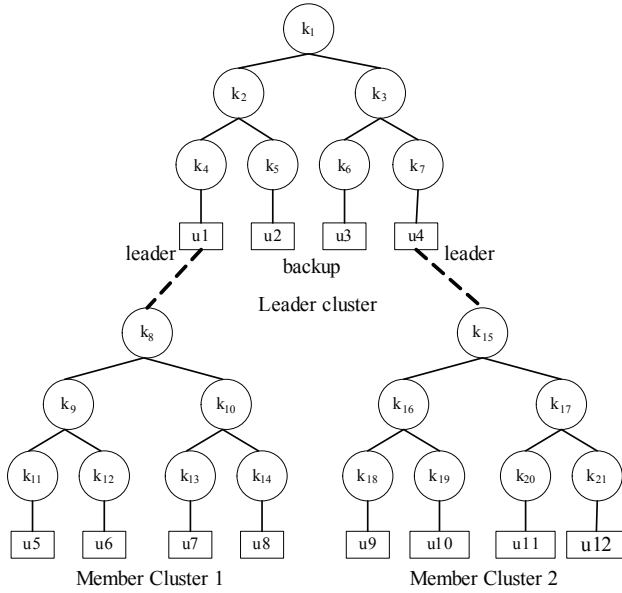 k1
k2 k3
k4 k5 k6 k7
u1 u2 u3 u4
leader backup leader
Leader cluster
k8 k15
k9 k10 k16 k17
k11 k12 k13 k14 k18 k19 k20 k21
u5 u6 u7 u8 u9 u10 u11 u12
Member Cluster 1 Member Cluster 2